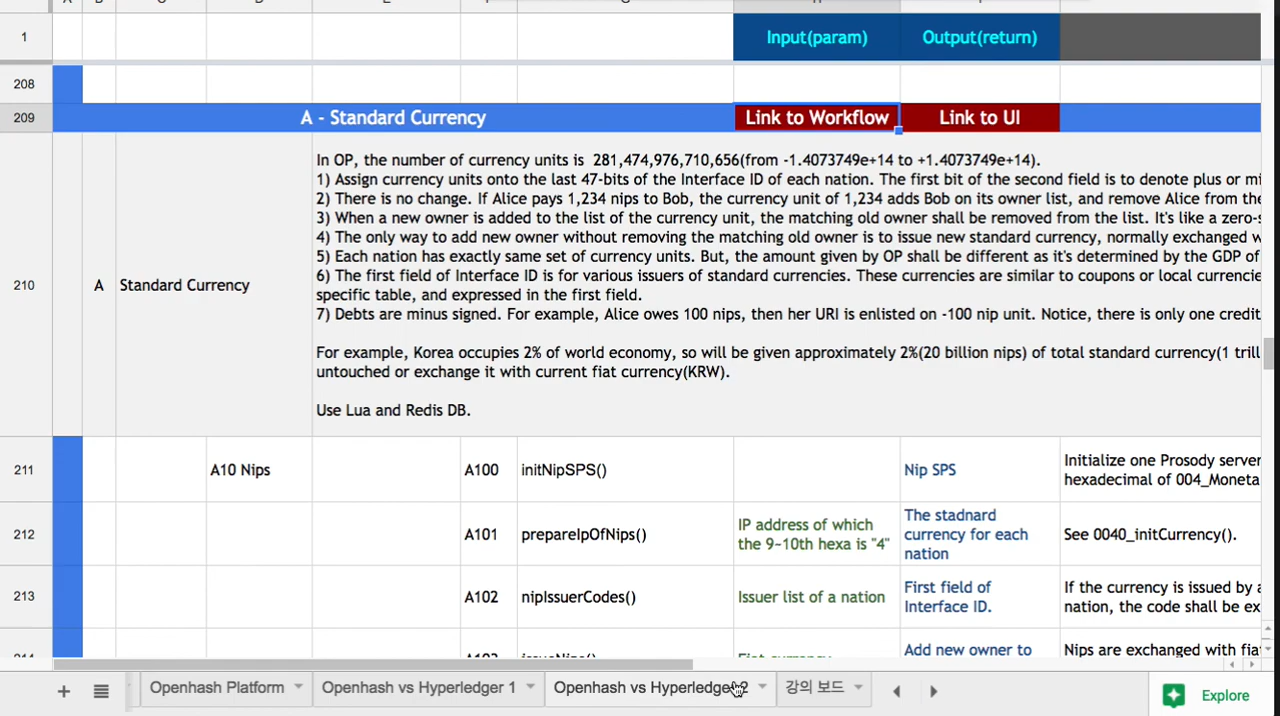 1
Input(param)
Output(return)
208
209
A - Standard Currency
Link to Workflow
Link to UI
210
A
Standard Currency
In OP, the number of currency units is 281,474,976,710,656(from -1.4073749e+14 to +1.4073749e+14).
1) Assign currency units onto the last 47-bits of the Interface ID of each nation. The first bit of the second field is to denote plus or mi
2) There is no change. If Alice pays 1,234 nips to Bob, the currency unit of 1,234 adds Bob on its owner list, and remove Alice from the
3) When a new owner is added to the list of the currency unit, the matching old owner shall be removed from the list. It's like a zero-s
4) The only way to add new owner without removing the matching old owner is to issue new standard currency, normally exchanged w
5) Each nation has exactly same set of currency units. But, the amount given by OP shall be different as it's determined by the GDP of
6) The first field of Interface ID is for various issuers of standard currencies. These currencies are similar to coupons or local currencie
specific table, and expressed in the first field.
7) Debts are minus signed. For example, Alice owes 100 nips, then her URI is enlisted on -100 nip unit. Notice, there is only one credit
For example, Korea occupies 2% of world economy, so will be given approximately 2%(20 billion nips) of total standard currency(1 trill
untouched or exchange it with current fiat currency(KRW).
Use Lua and Redis DB.
211
A10 Nips
A100
initNipSPS()
Nip SPS
Initialize one Prosody server
hexadecimal of 004_Moneta
212
A101
prepareIpOfNips()
IP address of which
the 9~10th hexa is "4"
The stadnard
currency for each
nation
See 0040_initCurrency().
213
A102
nipIssuerCodes()
Issuer list of a nation
First field of
Interface ID.
If the currency is issued by a
nation, the code shall be ex
Add new owner to
Nips are exchanged with fia
Openhash Platform
Openhash vs Hyperledger 1
Openhash vs Hyperledger 2
강의 보드
Explore